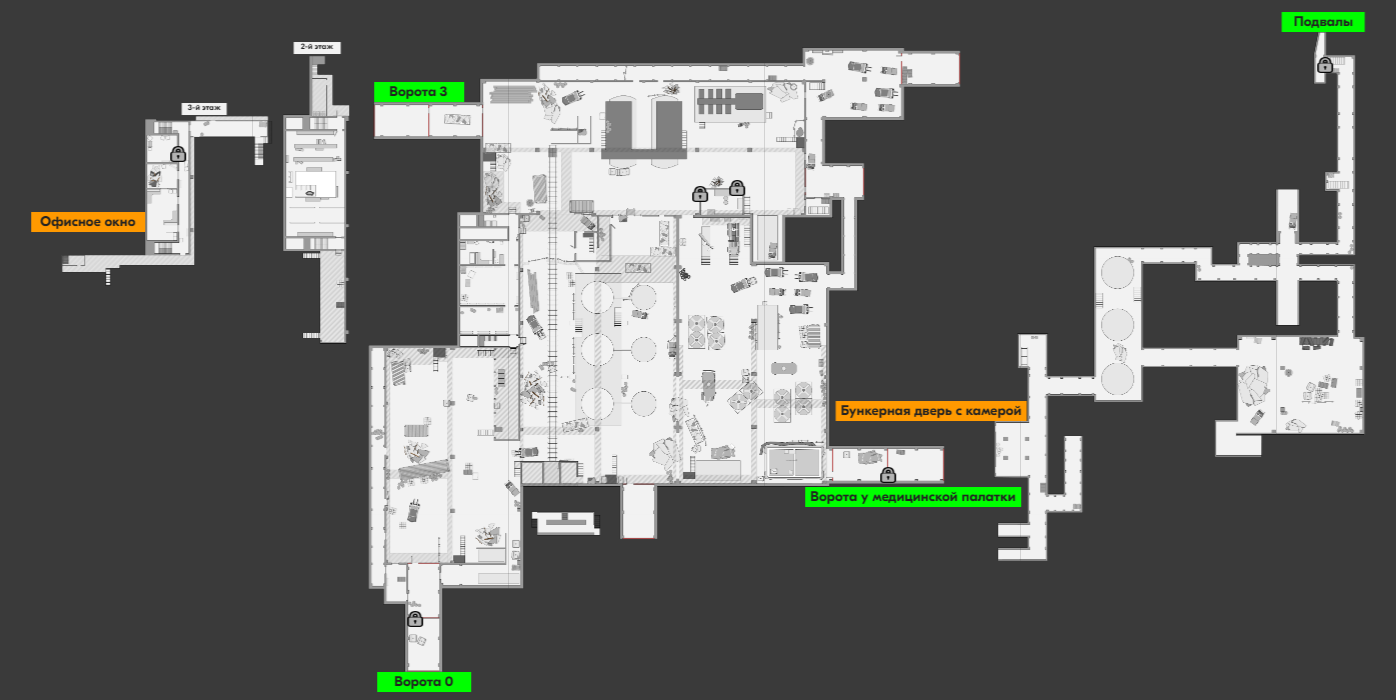 Подвалы
2-й этаж
Ворота 3
3-й этаж
Офисное окно
Бункерная дверь с камерой
Ворота у медицинской палатки
Ворота 0